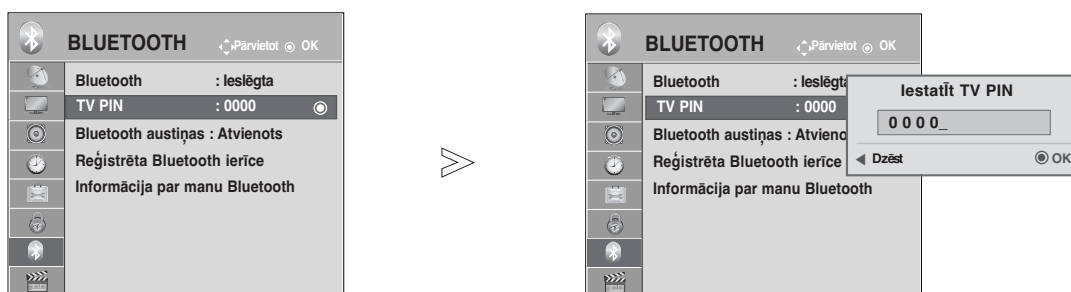 BLUETOOTH Pārvietot OK
Bluetooth : Ieslēgta
TV PIN : 0000
Bluetooth austiņas : Atvienots
Reģistrēta Bluetooth ierīce
Informācija par manu Bluetooth
BLUETOOTH Pārvietot OK
Bluetooth : Ieslēgta
TV PIN : 0000
Bluetooth austiņas : Atvieno
Reģistrēta Bluetooth ierīce
Informācija par manu Bluetooth
Iestatīt TV PIN
0 0 0 0_
Dzēst OK